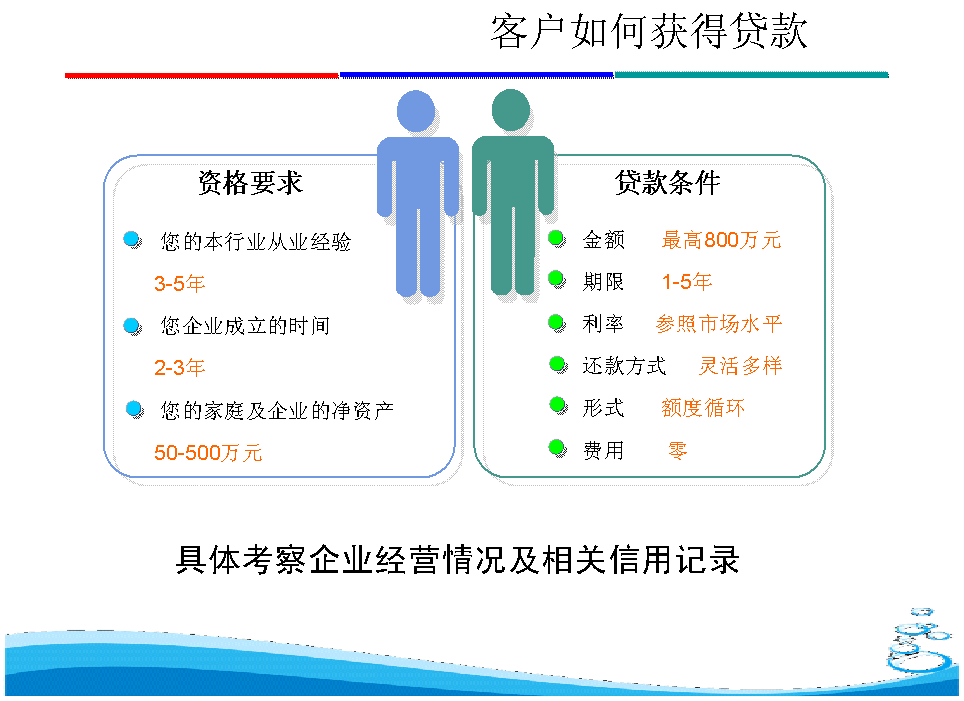 客户如何获得贷款
资格要求
您的本行业从业经验
3-5年
您企业成立的时间
2-3年
您的家庭及企业的净资产
50-500万元
贷款条件
金额 最高800万元
期限 1-5年
利率 参照市场水平
还款方式 灵活多样
形式 额度循环
费用 零
具体考察企业经营情况及相关信用记录